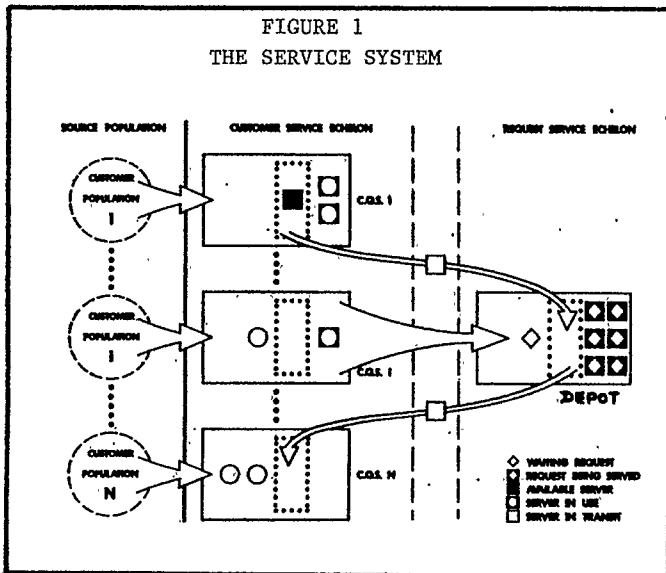 FIGURE 1
THE SERVICE SYSTEM
SOURCE POPULATION
CUSTOMER SERVICE ECHELON
REQUEST SERVICE ECHELON
CUSTOMER
POPULATION
1
C.Q.S. 1
CUSTOMER
POPULATION
i
C.Q.S. i
DEPOT
CUSTOMER
POPULATION
N
C.Q.S. N
WAITING REQUEST
REQUEST BEING SERVED
AVAILABLE SERVER
SERVER IN USE
SERVER IN TRANSIT